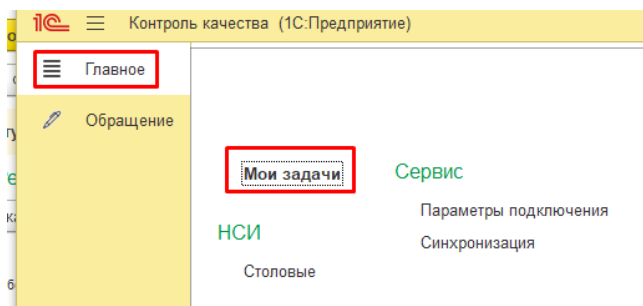 1С Контроль качества (1С:Предприятие)
Главное
Обращение
Мои задачи
Сервис
Параметры подключения
Синхронизация
НСИ
Столовые